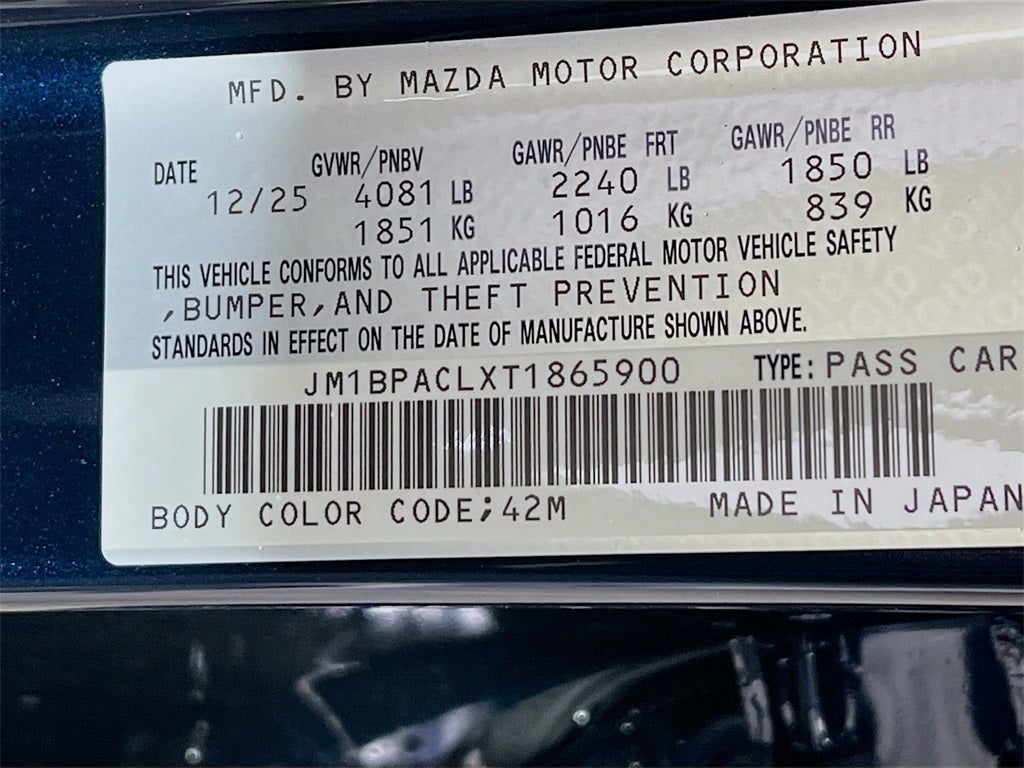 MFD. BY MAZDA MOTOR CORPORATION
DATE GVWR/PNBV GAWR/PNBE FRT GAWR/PNBE RR
12/25 4081 LB 2240 LB 1850 LB
1851 KG 1016 KG 839 KG
THIS VEHICLE CONFORMS TO ALL APPLICABLE FEDERAL MOTOR VEHICLE SAFETY
,BUMPER,AND THEFT PREVENTION
STANDARDS IN EFFECT ON THE DATE OF MANUFACTURE SHOWN ABOVE.
JM1BPACLXT1865900 TYPE: PASS CAR
BODY COLOR CODE;42M MADE IN JAPAN